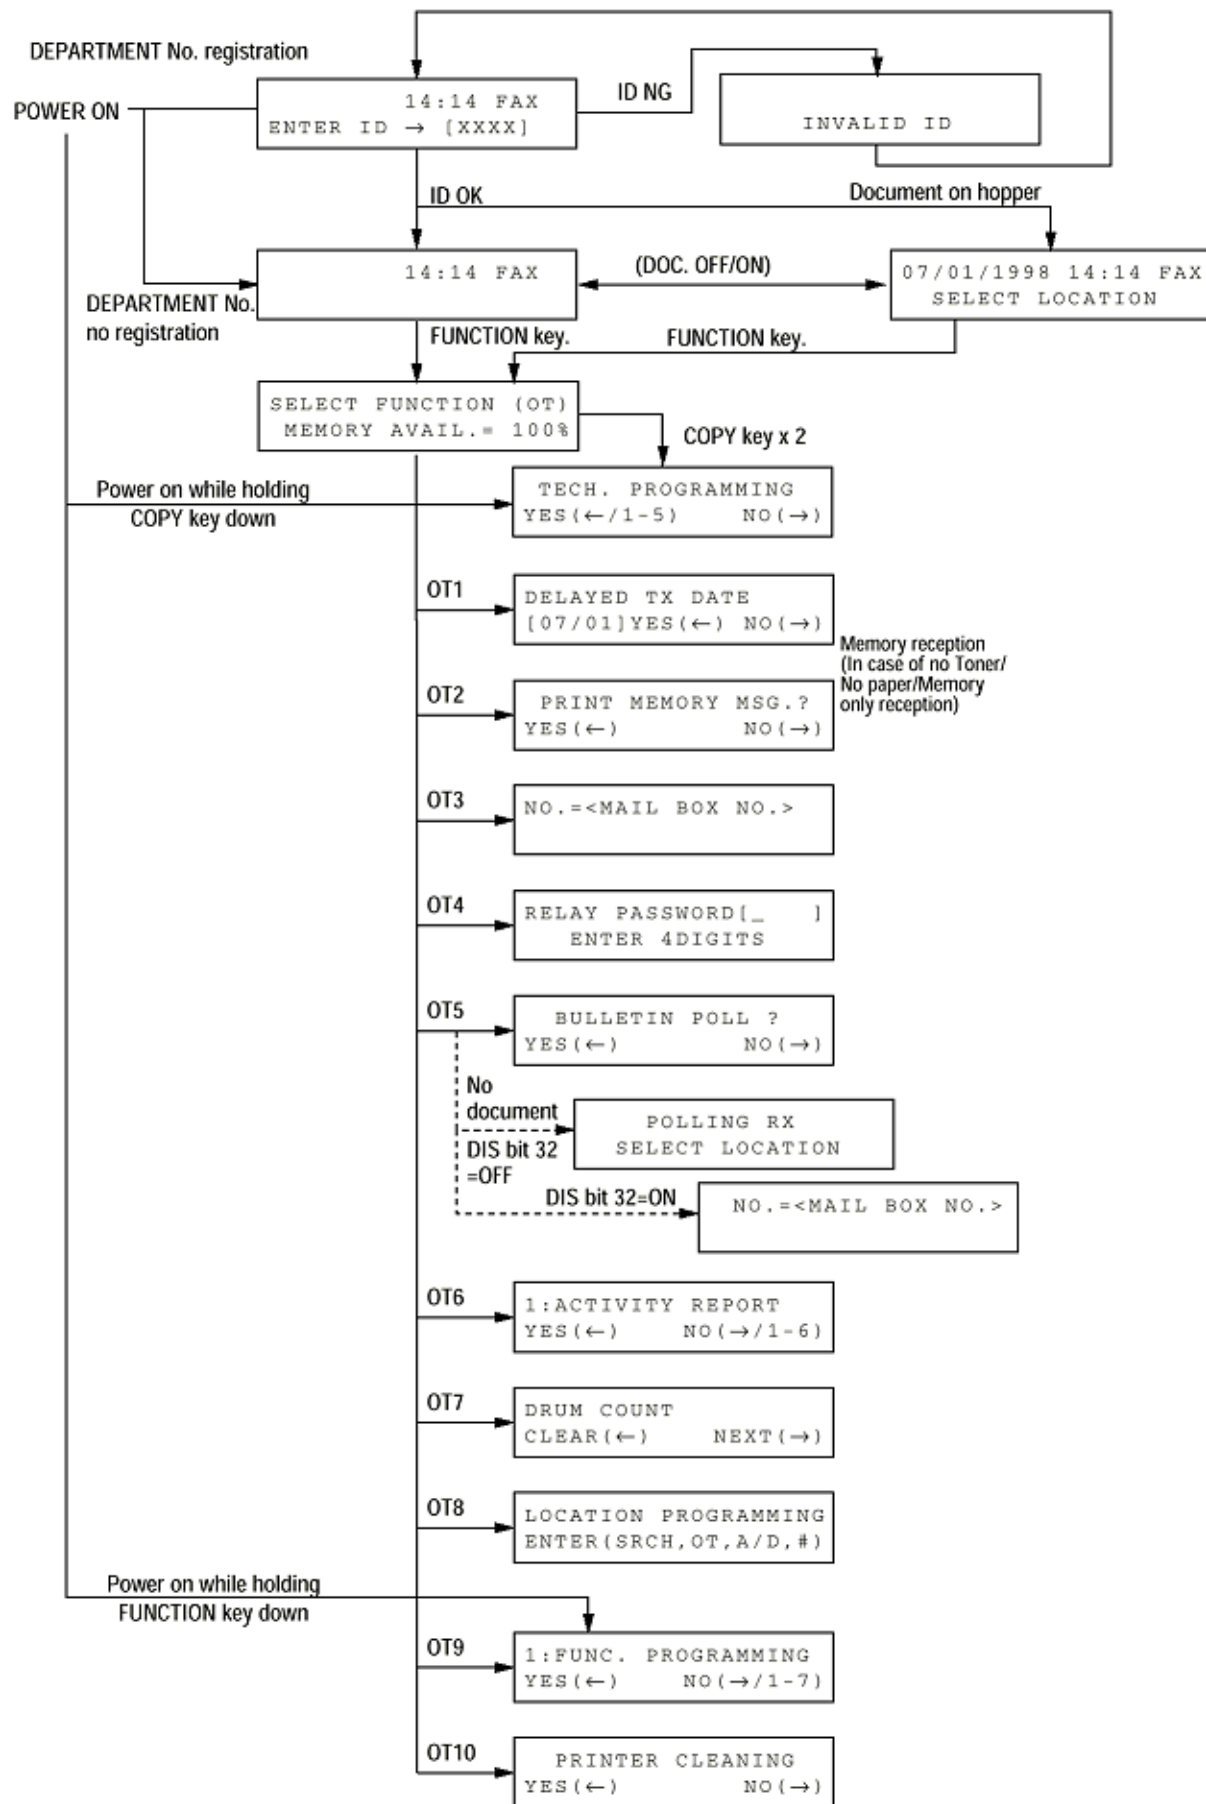 DEPARTMENT No. registration
POWER ON
14:14 FAX
ENTER ID → [XXXX]
ID NG
INVALID ID
ID OK
Document on hopper
14:14 FAX
(DOC. OFF/ON)
07/01/1998 14:14 FAX
SELECT LOCATION
DEPARTMENT No.
no registration
FUNCTION key.
FUNCTION key.
SELECT FUNCTION (OT)
MEMORY AVAIL.= 100%
COPY key x 2
Power on while holding
COPY key down
TECH. PROGRAMMING
YES(←/1-5) NO(→)
OT1
DELAYED TX DATE
[07/01]YES(←) NO(→)
Memory reception
(In case of no Toner/
No paper/Memory
only reception)
OT2
PRINT MEMORY MSG.?
YES(←) NO(→)
OT3
NO.=<MAIL BOX NO.>
OT4
RELAY PASSWORD[_ ]
ENTER 4DIGITS
OT5
BULLETIN POLL ?
YES(←) NO(→)
No
document
DIS bit 32
=OFF
POLLING RX
SELECT LOCATION
DIS bit 32=ON
NO.=<MAIL BOX NO.>
OT6
1:ACTIVITY REPORT
YES(←) NO(→/1-6)
OT7
DRUM COUNT
CLEAR(←) NEXT(→)
OT8
LOCATION PROGRAMMING
ENTER(SRCH,OT,A/D,#)
Power on while holding
FUNCTION key down
OT9
1:FUNC. PROGRAMMING
YES(←) NO(→/1-7)
OT10
PRINTER CLEANING
YES(←) NO(→)